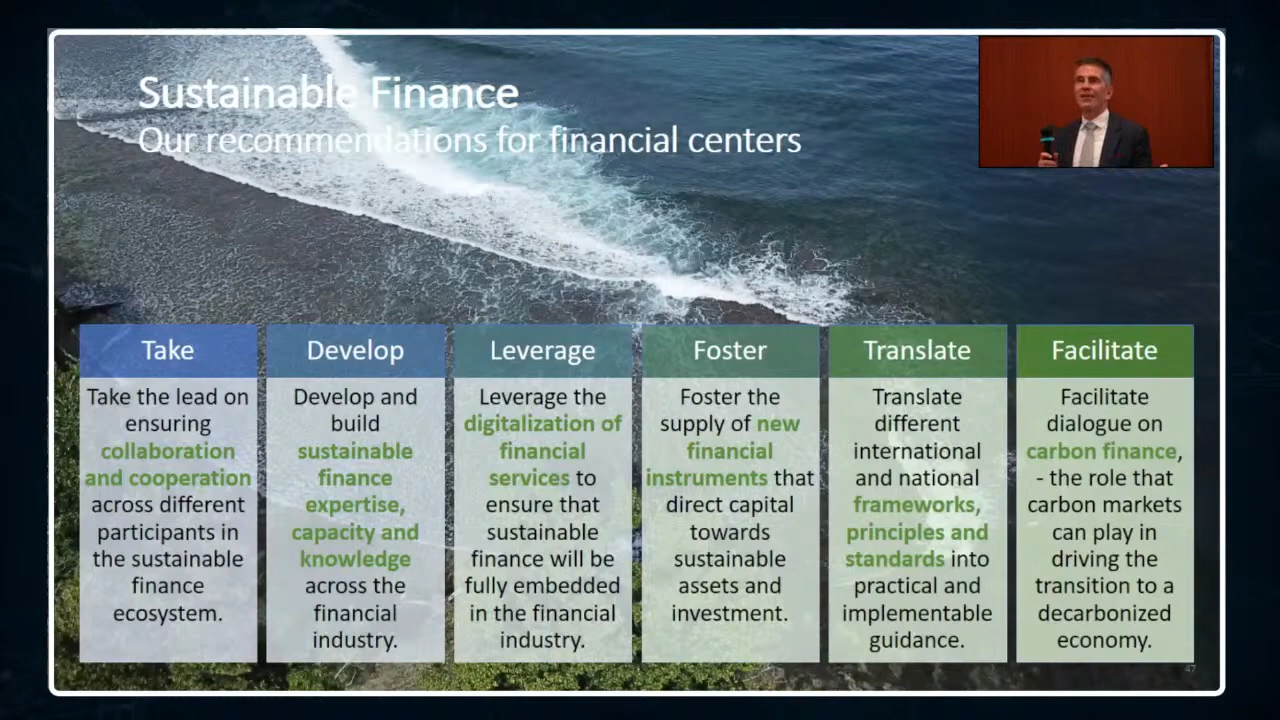 Sustainable Finance
Our recommendations for financial centers
Take
Take the lead on
ensuring
collaboration
and cooperation
across different
participants in
the sustainable
finance
ecosystem.
Develop
Develop and
build
sustainable
finance
expertise,
capacity and
knowledge
across the
financial
industry.
Leverage
Leverage the
digitalization of
financial
services to
ensure that
sustainable
finance will be
fully embedded
in the financial
industry.
Foster
Foster the
supply of new
financial
instruments that
direct capital
towards
sustainable
assets and
investment.
Translate
Translate
different
international
and national
frameworks,
principles and
standards into
practical and
implementable
guidance.
Facilitate
Facilitate
dialogue on
carbon finance,
- the role that
carbon markets
can play in
driving the
transition to a
decarbonized
economy.
47